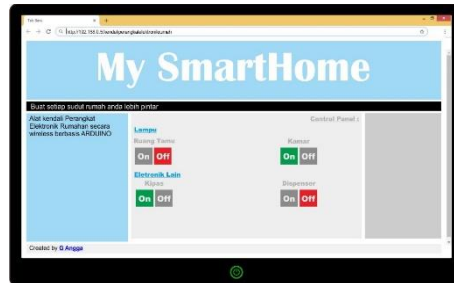 My SmartHome
Buat setiap sudut rumah anda lebih pintar
Alat kendali Perangkat
Elektronik Rumahan secara
wireless berbasis ARDUINO
Control Panel :
Lampu
Ruang Tamu
Kamar
On Off
On Off
Eletronik Lain
Kipas
Dispenser
On Off
On Off
Created by G Angga